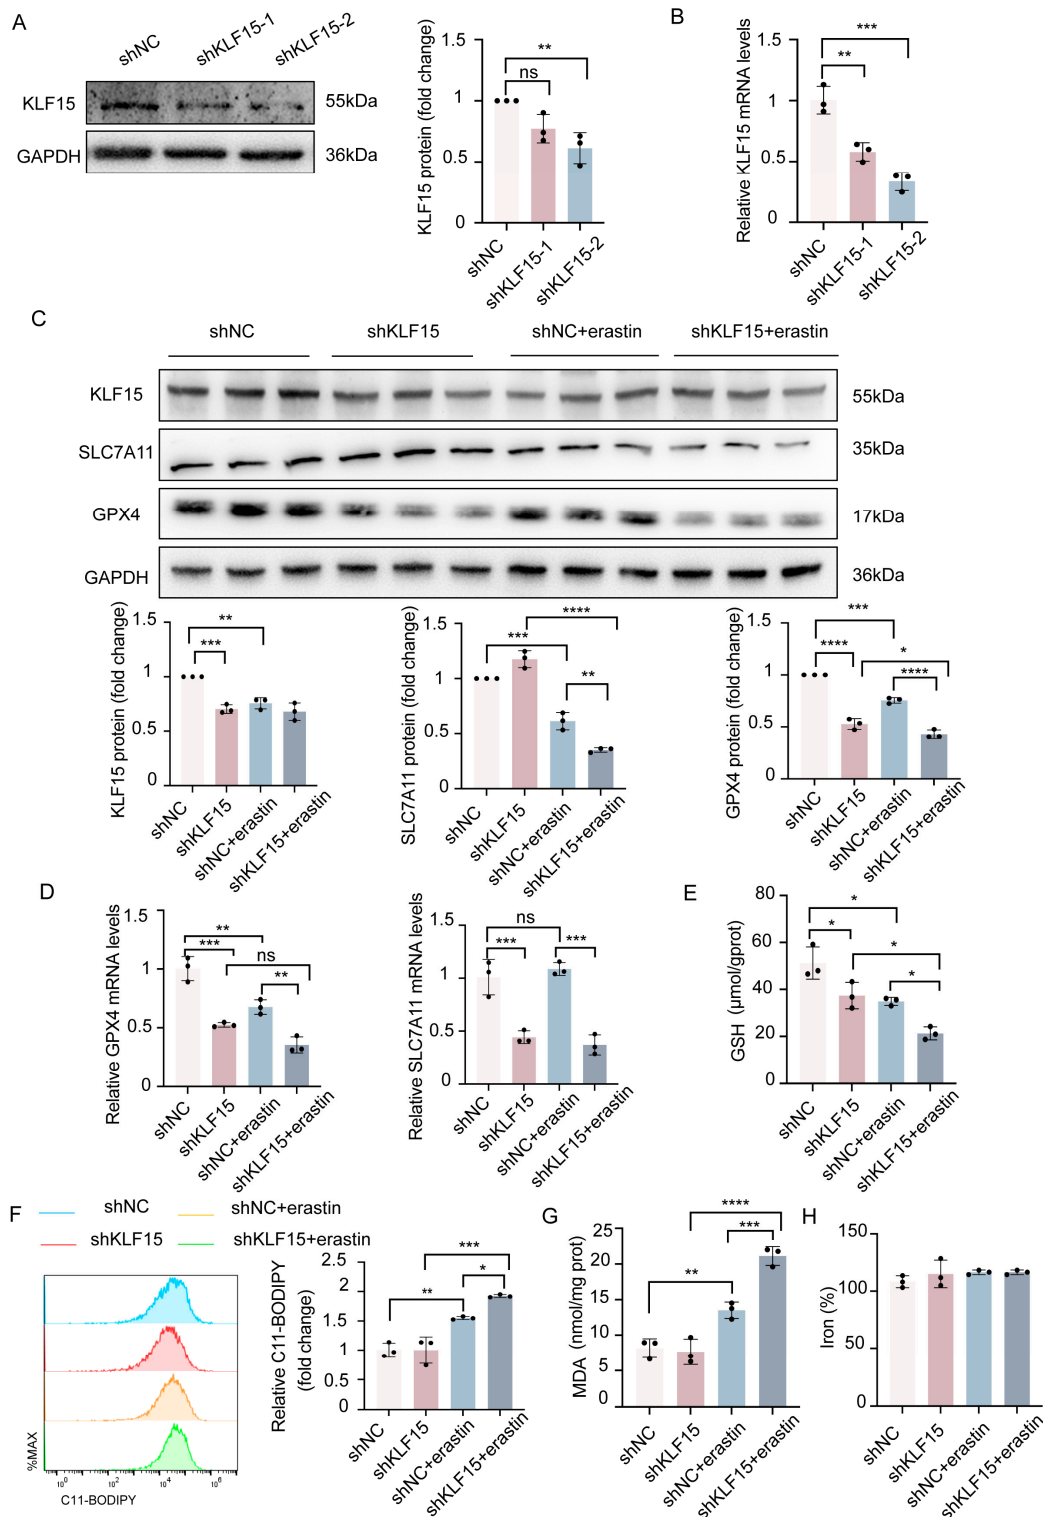 A
shNC
shKLF15-1
shKLF15-2
KLF15
55kDa
GAPDH
36kDa
KLF15 protein (fold change)
1.5
1
0.5
0
**
ns
shNC
shKLF15-1
shKLF15-2
B
Relative KLF15 mRNA levels
1.5
1
0.5
0
***
**
shNC
shKLF15-1
shKLF15-2
C
shNC
shKLF15
shNC+erastin
shKLF15+erastin
KLF15
55kDa
SLC7A11
35kDa
GPX4
17kDa
GAPDH
36kDa
KLF15 protein (fold change)
1.5
1
0.5
0
**
***
shNC
shKLF15
shNC+erastin
shKLF15+erastin
SLC7A11 protein (fold change)
1.5
1
0.5
0
****
***
**
shNC
shKLF15
shNC+erastin
shKLF15+erastin
GPX4 protein (fold change)
1.5
1
0.5
0
***
****
*
****
shNC
shKLF15
shNC+erastin
shKLF15+erastin
D
Relative GPX4 mRNA levels
1.5
1
0.5
0
**
***
ns
**
shNC
shKLF15
shNC+erastin
shKLF15+erastin
Relative SLC7A11 mRNA levels
1.5
1
0.5
0
ns
***
***
shNC
shKLF15
shNC+erastin
shKLF15+erastin
E
GSH (μmol/gprot)
80
60
40
20
0
*
*
*
*
shNC
shKLF15
shNC+erastin
shKLF15+erastin
F
shNC
shNC+erastin
shKLF15
shKLF15+erastin
%MAX
10⁰
10²
10⁴
10⁶
C11-BODIPY
Relative C11-BODIPY
(fold change)
2.5
2
1.5
1
0.5
0
***
*
**
shNC
shKLF15
shNC+erastin
shKLF15+erastin
G
MDA (nmol/mg prot)
25
20
15
10
5
0
****
***
**
shNC
shKLF15
shNC+erastin
shKLF15+erastin
H
Iron (%)
150
100
50
0
shNC
shKLF15
shNC+erastin
shKLF15+erastin